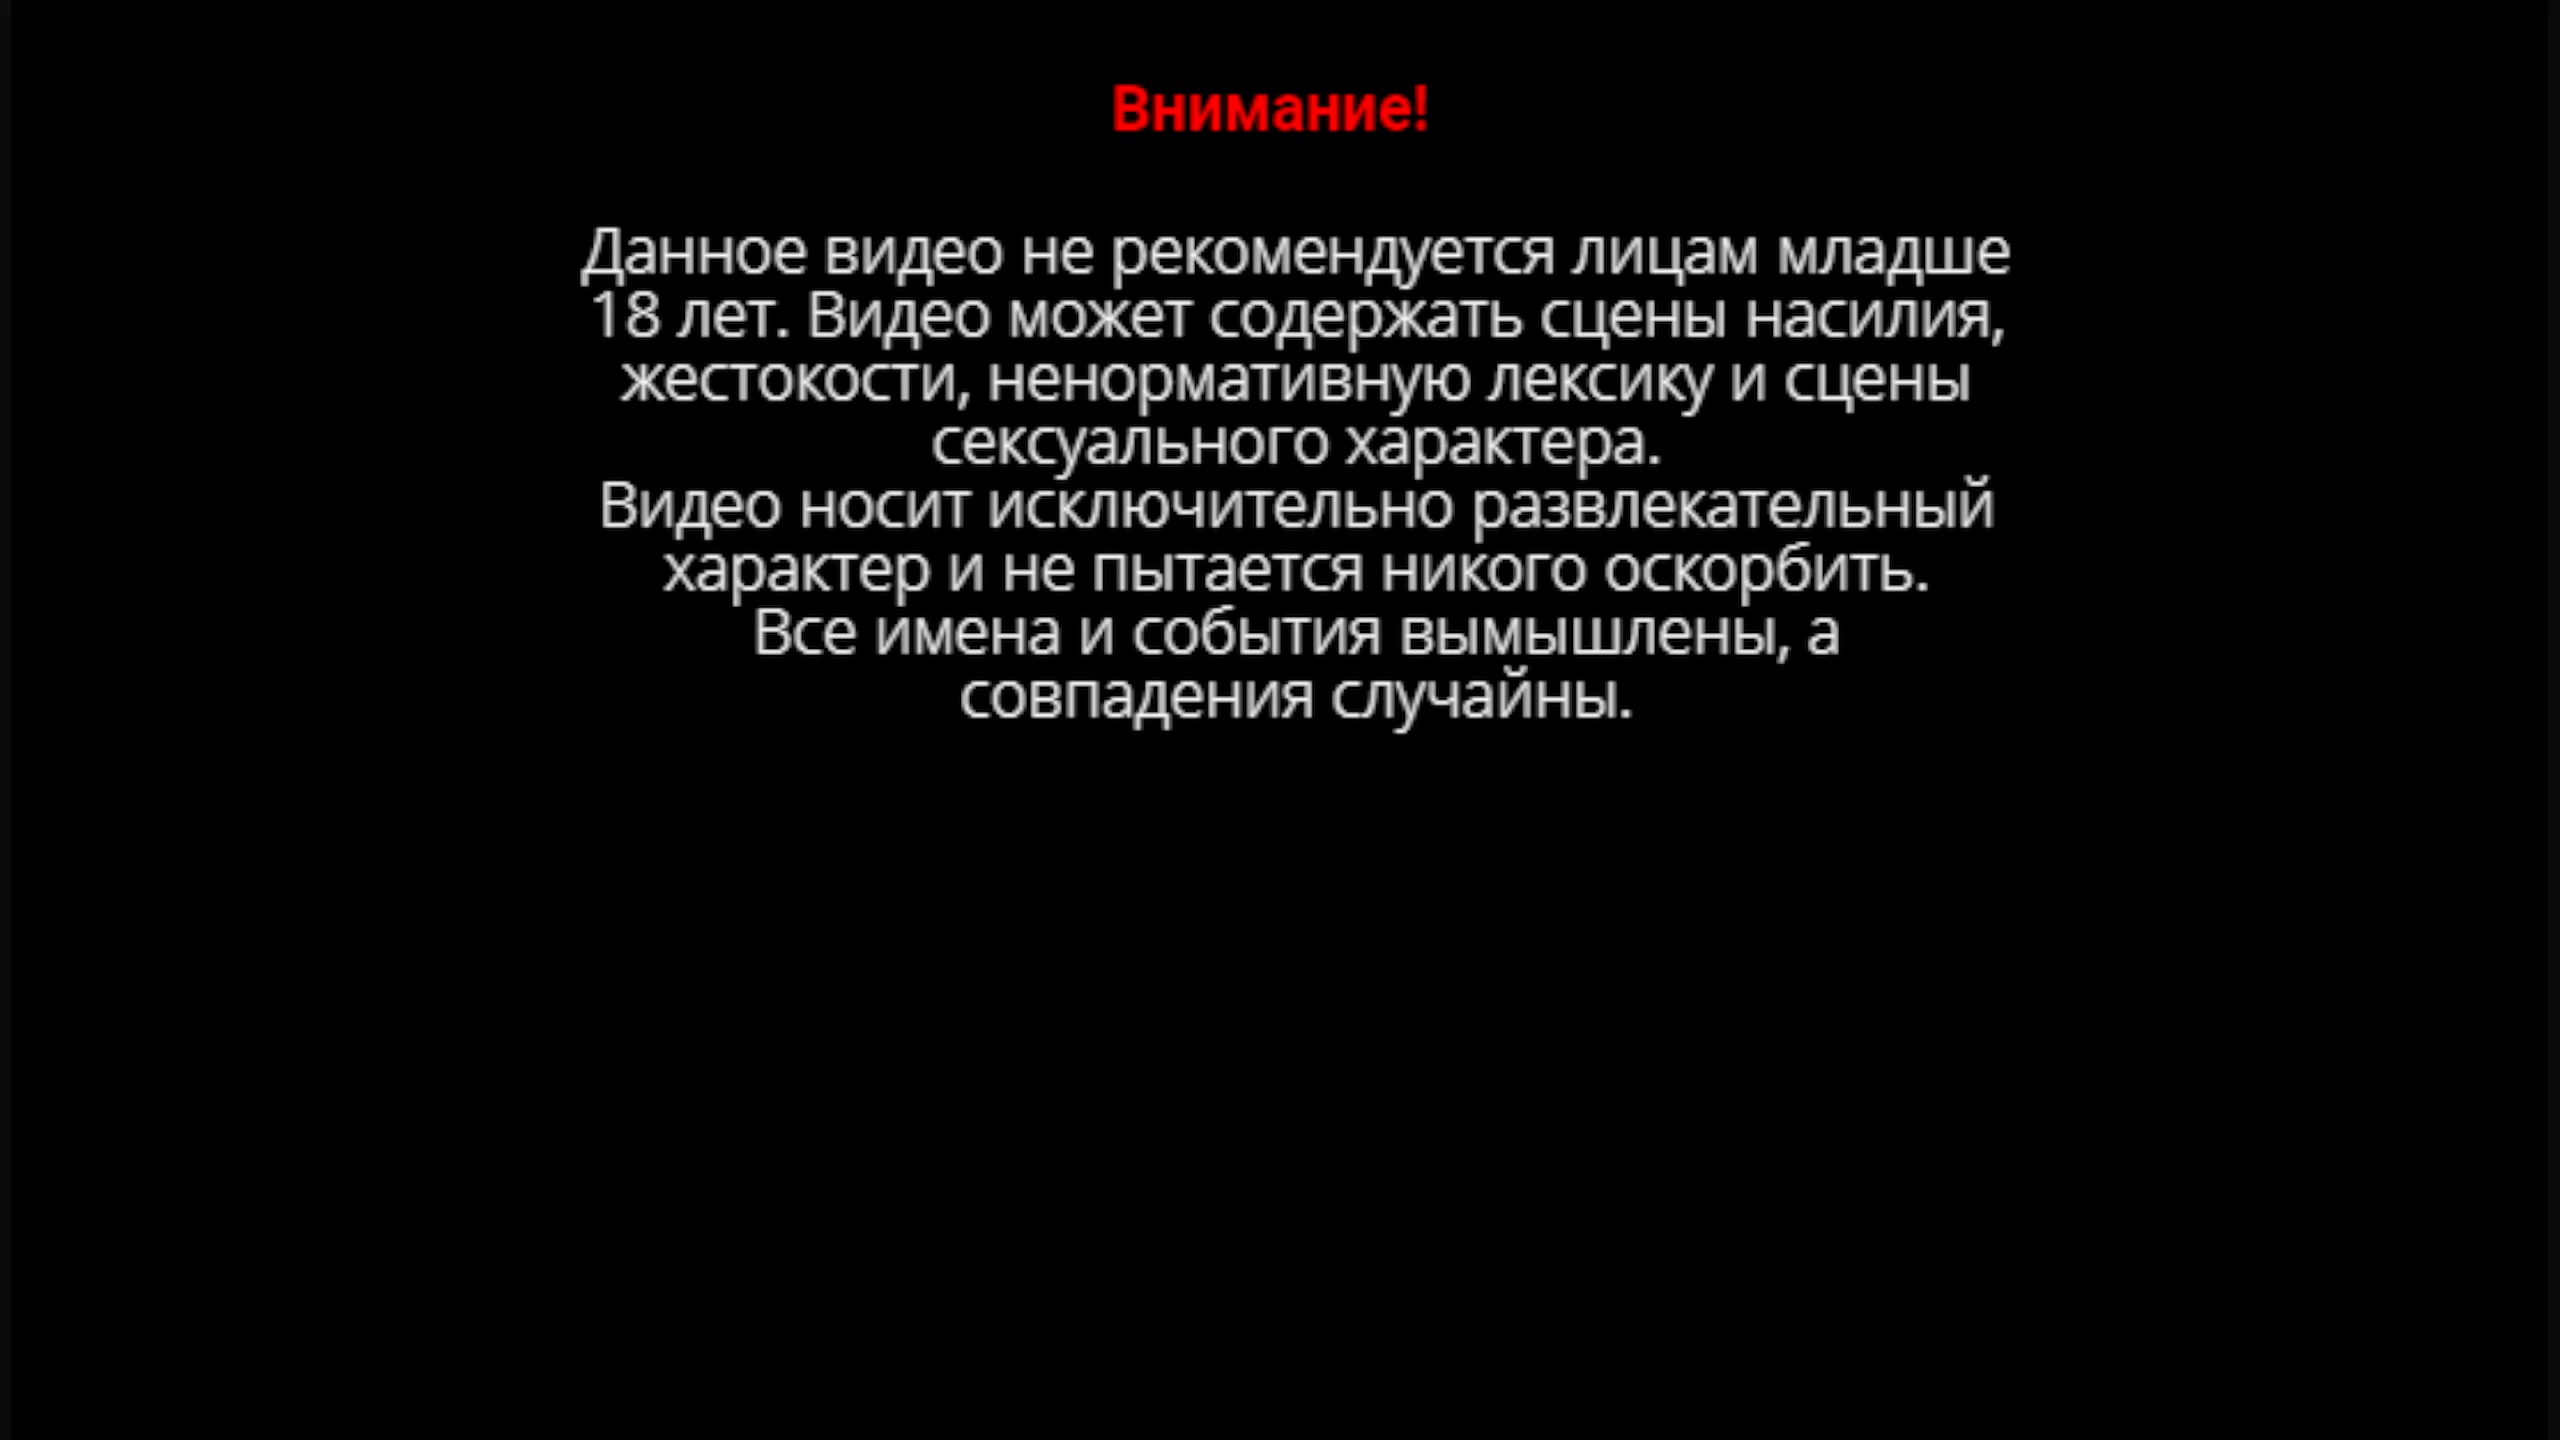 Внимание!
Данное видео не рекомендуется лицам младше
18 лет. Видео может содержать сцены насилия,
жестокости, ненормативную лексику и сцены
сексуального характера.
Видео носит исключительно развлекательный
характер и не пытается никого оскорбить.
Все имена и события вымышлены, а
совпадения случайны.